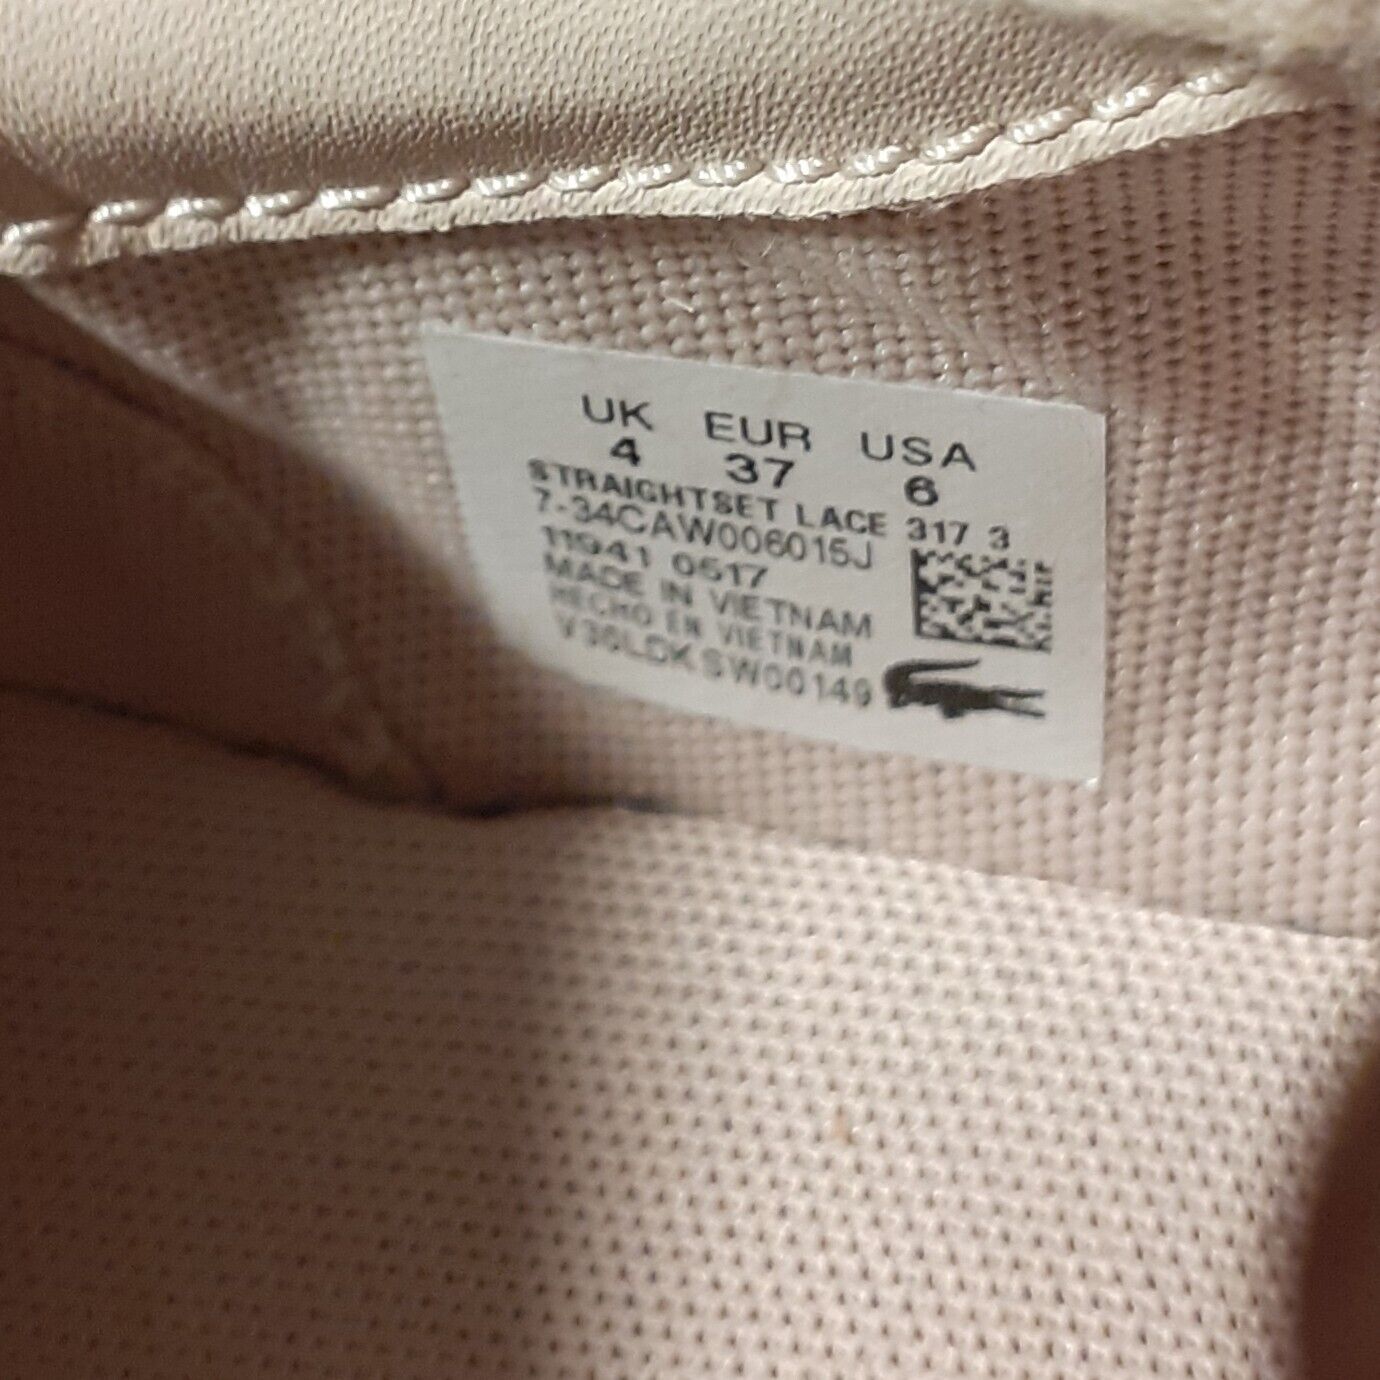 UK EUR USA
4 37 6
STRAIGHTSET LACE 317 3
7-34CAW006015J
11941 0517
MADE IN VIETNAM
HECHO EN VIETNAM
V36LDKSW00149